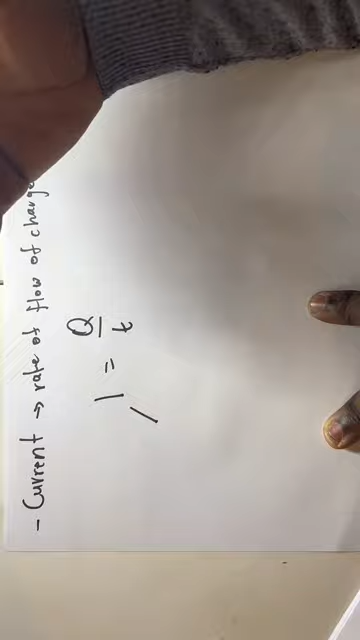 - Current → rate of flow of charge
I = Q/t